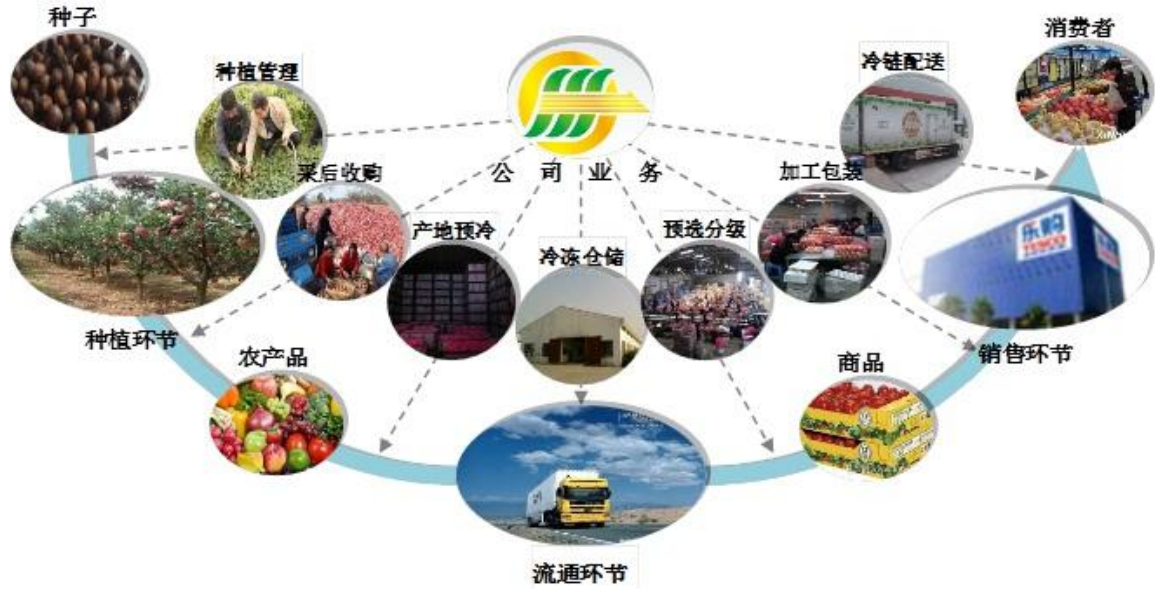 种子
消费者
种植管理
冷链配送
采后收购
公司业务
加工包装
产地预冷
预选分级
冷冻仓储
乐购
TESCO
种植环节
农产品
商品
销售环节
流通环节